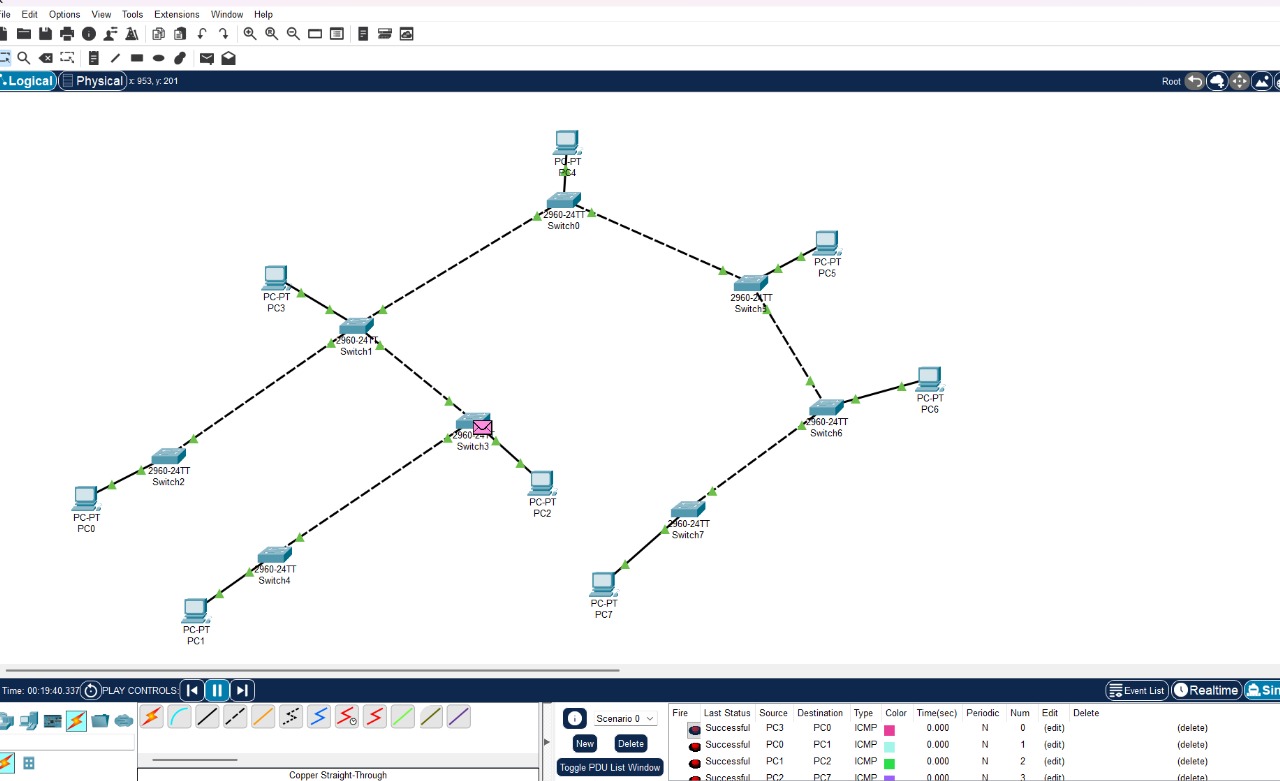 File Edit Options View Tools Extensions Window Help
Logical Physical x: 953, y: 201 Root
PC-PT
PC4
2960-24TT
Switch0
PC-PT
PC5
PC-PT
PC3
2960-24TT
2960-24TT
Switch1
PC-PT
PC6
2960-24TT
Switch6
2960-24TT
Switch3
2960-24TT
Switch2
PC-PT
PC2
PC-PT
PC0
2960-24TT
Switch7
2960-24TT
Switch4
PC-PT
PC7
PC-PT
PC1
Time: 00:19:40.337 PLAY CONTROLS: Event List Realtime
Scenario 0
New Delete
Toggle PDU List Window
Copper Straight-Through
Fire Last Status Source Destination Type Color Time(sec) Periodic Num Edit Delete
Successful PC3 PC0 ICMP 0.000 N 0 (edit) (delete)
Successful PC0 PC1 ICMP 0.000 N 1 (edit) (delete)
Successful PC1 PC2 ICMP 0.000 N 2 (edit) (delete)
Successful PC2 PC7 ICMP 0.000 N 3 (edit) (delete)